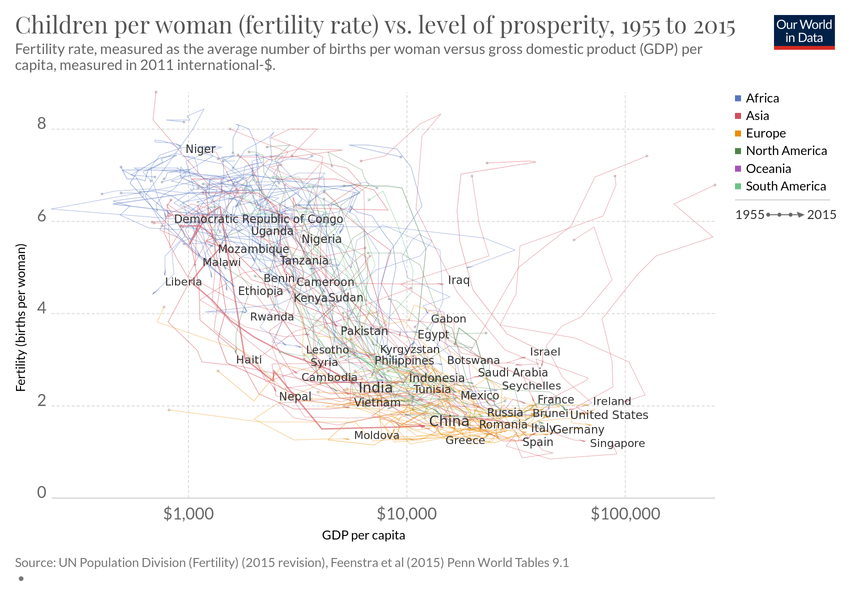 Children per woman (fertility rate) vs. level of prosperity, 1955 to 2015
Our World
in Data
Fertility rate, measured as the average number of births per woman versus gross domestic product (GDP) per
capita, measured in 2011 international-$.
Africa
Asia
Europe
North America
Oceania
South America
1955
2015
8
6
4
2
0
Fertility (births per woman)
Niger
Democratic Republic of Congo
Uganda
Nigeria
Mozambique
Malawi
Tanzania
Liberia
Benin
Cameroon
Iraq
Ethiopia
Kenya
Sudan
Rwanda
Gabon
Pakistan
Egypt
Haiti
Lesotho
Syria
Kyrgyzstan
Philippines
Botswana
Israel
Cambodia
Indonesia
Saudi Arabia
India
Tunisia
Seychelles
Nepal
Vietnam
Mexico
France
Ireland
China
Russia
Brunei
United States
Romania
Italy
Germany
Moldova
Greece
Spain
Singapore
$1,000
$10,000
$100,000
GDP per capita
Source: UN Population Division (Fertility) (2015 revision), Feenstra et al (2015) Penn World Tables 9.1